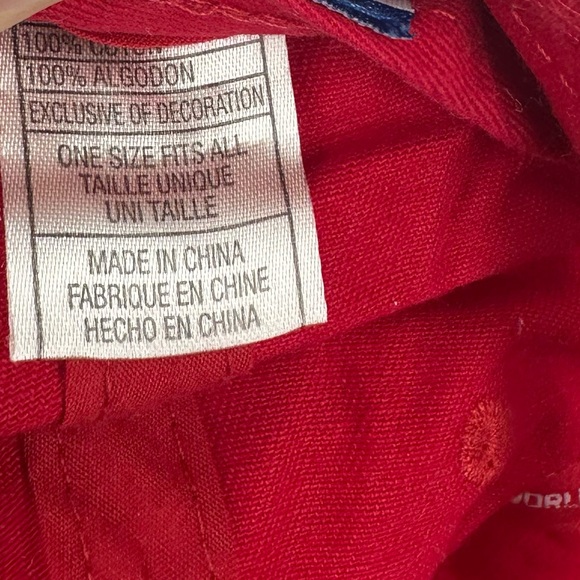 100%
100% ALGODON
EXCLUSIVE OF DECORATION
ONE SIZE FITS ALL
TAILLE UNIQUE
UNI TAILLE
MADE IN CHINA
FABRIQUE EN CHINE
HECHO EN CHINA